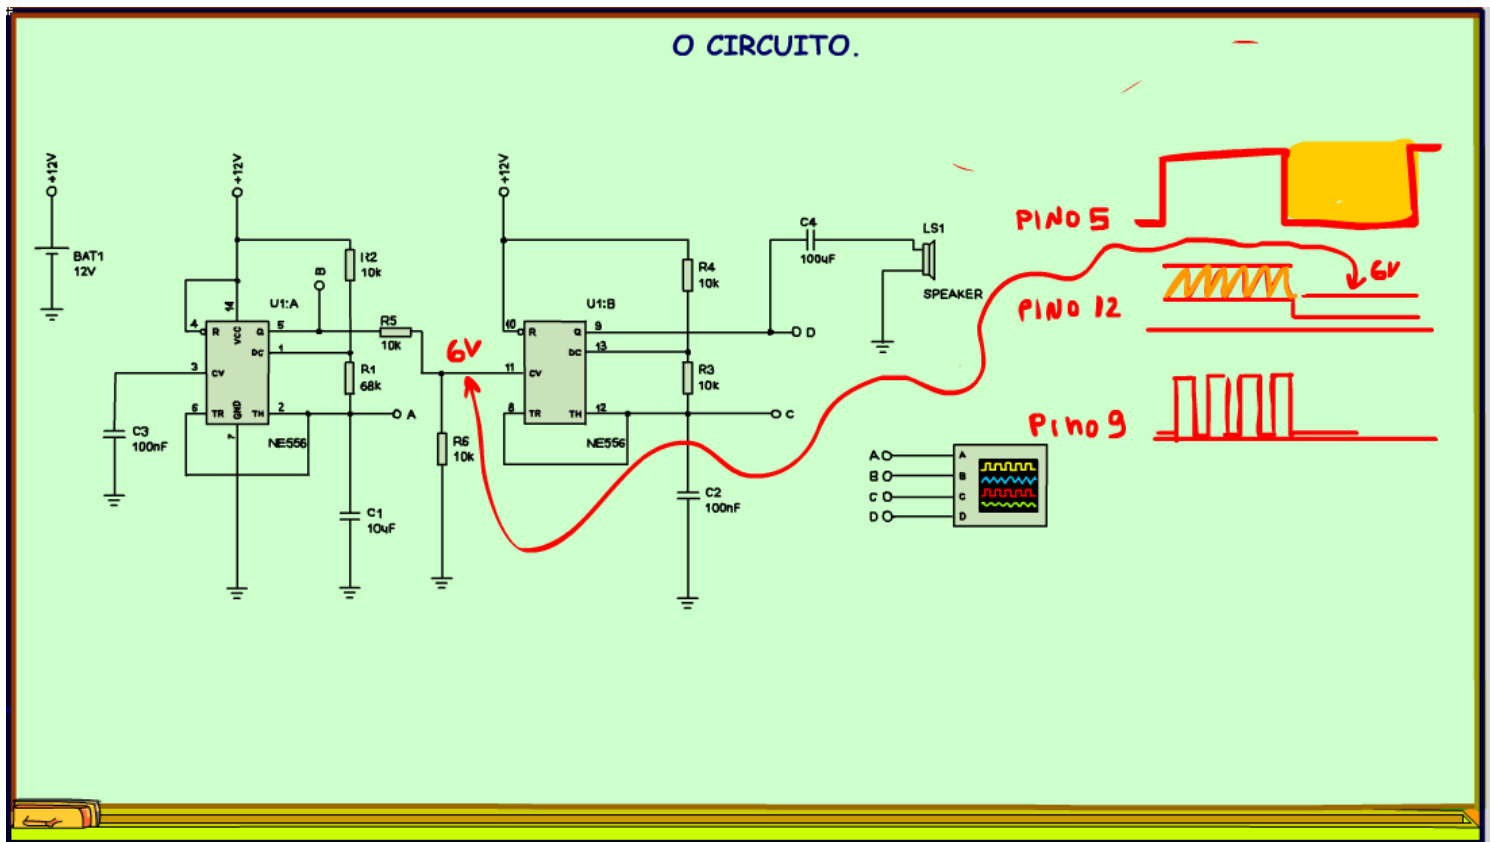 O CIRCUITO.
+12V
BAT1
12V
+12V
R2
10k
B
U1:A
14
4
R
VCC
Q
5
DC
1
3
CV
6
TR
GND
TH
2
7
NE556
R1
68k
A
C3
100nF
C1
10uF
R5
10k
6V
R6
10k
+12V
R4
10k
U1:B
10
R
Q
9
DC
13
11
CV
8
TR
TH
12
NE556
R3
10k
C
C2
100nF
D
C4
100uF
LS1
SPEAKER
A
B
C
D
A
B
C
D
PINO 5
6V
PINO 12
Pino 9